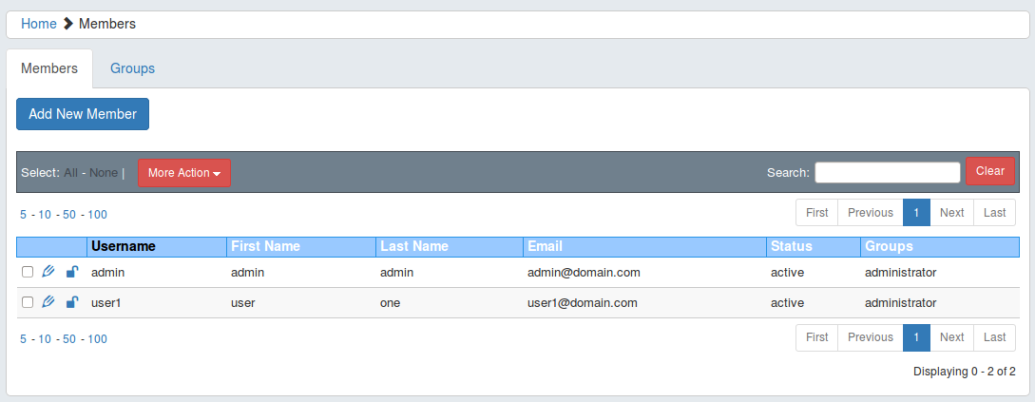 Home Members
Members Groups
Add New Member
Select: All - None | More Action Search: Clear
5 - 10 - 50 - 100 First Previous 1 Next Last
Username First Name Last Name Email Status Groups
admin admin admin admin@domain.com active administrator
user1 user one user1@domain.com active administrator
5 - 10 - 50 - 100 First Previous 1 Next Last
Displaying 0 - 2 of 2